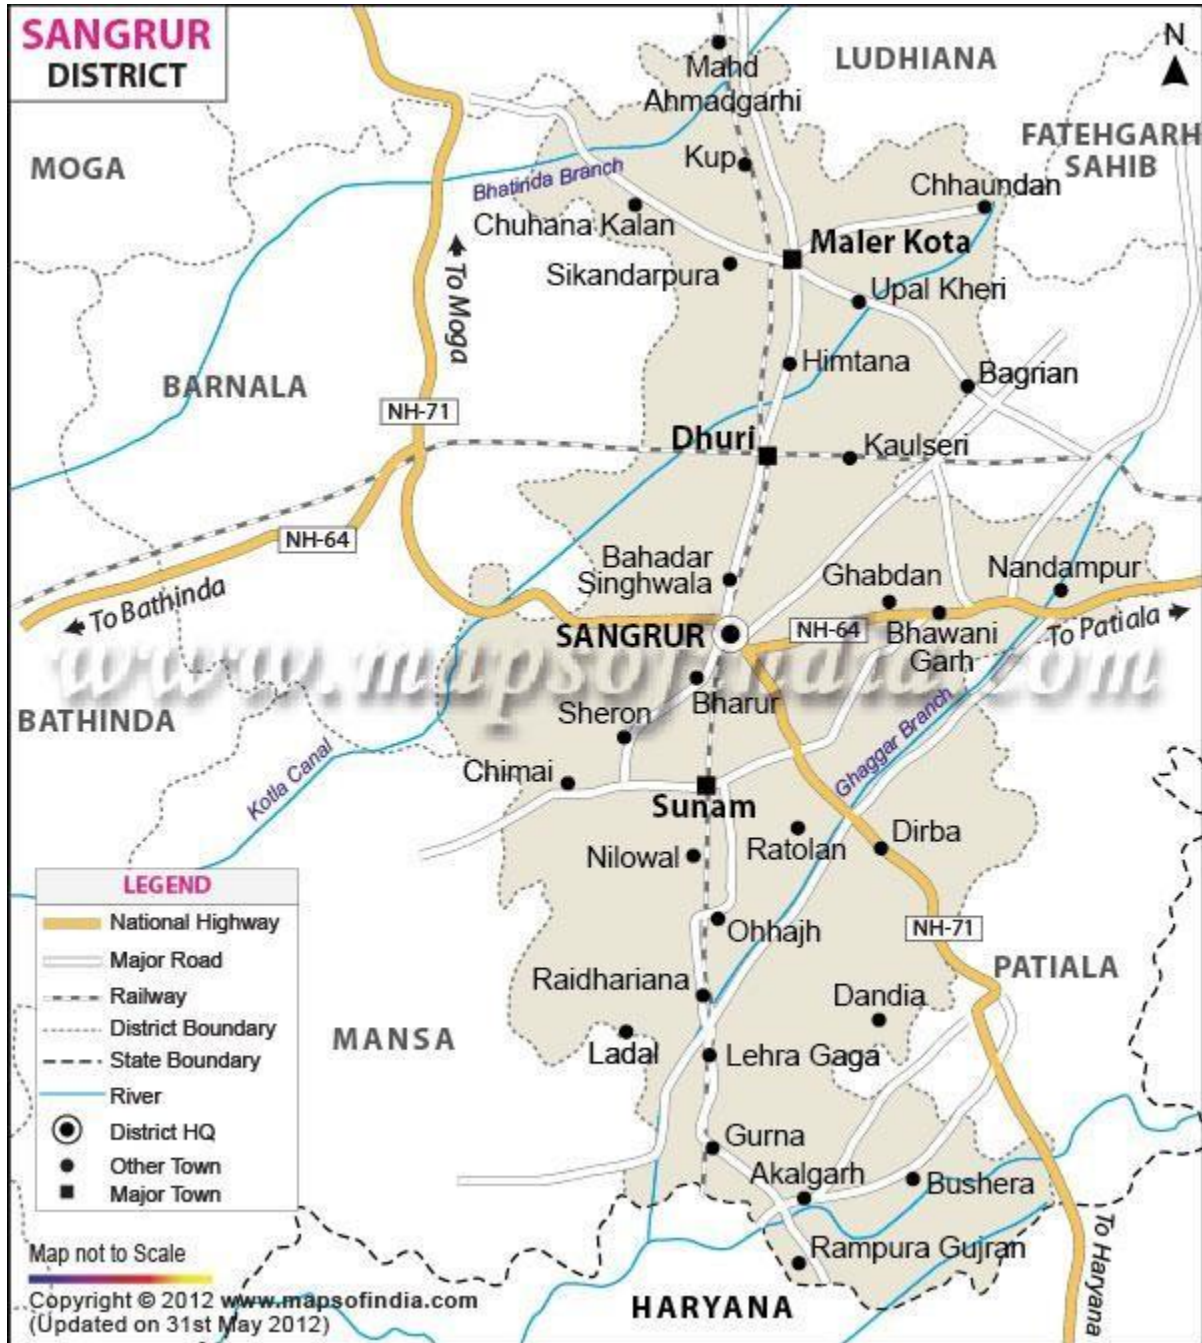 SANGRUR
DISTRICT
N
LUDHIANA
Mahd
Ahmadgarhi
FATEHGARH
SAHIB
MOGA
Kup
Bhatinda Branch
Chhaundan
Chuhana Kalan
Maler Kota
Sikandarpura
Upal Kheri
To Moga
Himtana
Bagrian
BARNALA
NH-71
Dhuri
Kaulseri
NH-64
Bahadar
Singhwala
Ghabdan
Nandampur
To Bathinda
SANGRUR
NH-64
Bhawani
Garh
To Patiala
www.mapsofindia.com
Bharur
BATHINDA
Sheron
Ghaggar Branch
Kotla Canal
Chimai
Sunam
Ratolan
Dirba
Nilowal
LEGEND
National Highway
Major Road
Railway
District Boundary
State Boundary
River
District HQ
Other Town
Major Town
Ohhajh
NH-71
PATIALA
Raidhariana
Dandia
MANSA
Ladal
Lehra Gaga
Gurna
Akalgarh
Bushera
Rampura Gujran
To Haryana
HARYANA
Map not to Scale
Copyright © 2012 www.mapsofindia.com
(Updated on 31st May 2012)